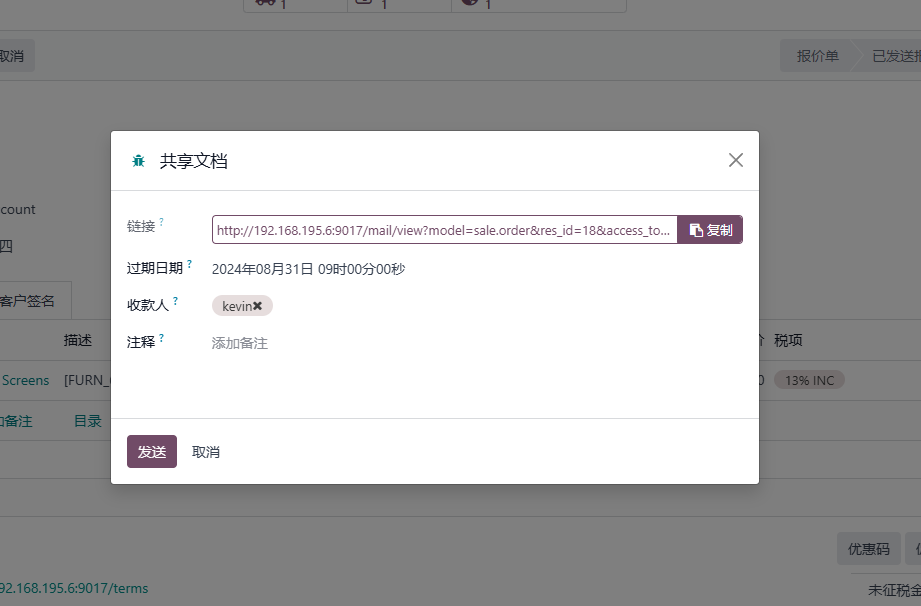 1
1
1
取消
报价单
已发送报
共享文档
count
链接 ?
http://192.168.195.6:9017/mail/view?model=sale.order&res_id=18&access_to...
复制
四
过期日期 ?
2024年08月31日 09时00分00秒
客户签名
收款人 ?
kevin✖
描述
注释 ?
添加备注
税项
Screens
[FURN_
0
13% INC
加备注
目录
发送
取消
优惠码
92.168.195.6:9017/terms
未征税金